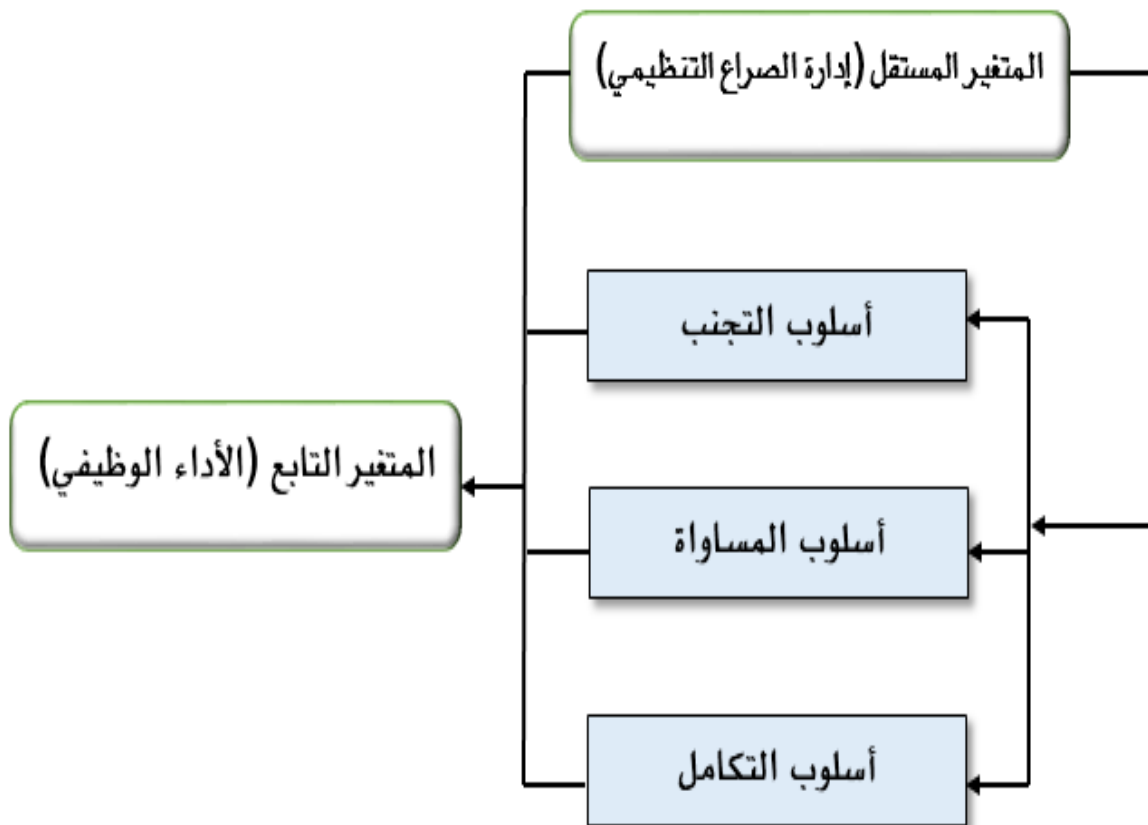 المتغير المستقل (إدارة الصراع التنظيمي)
أسلوب التجنب
المتغير التابع (الأداء الوظيفي)
أسلوب المساواة
أسلوب التكامل